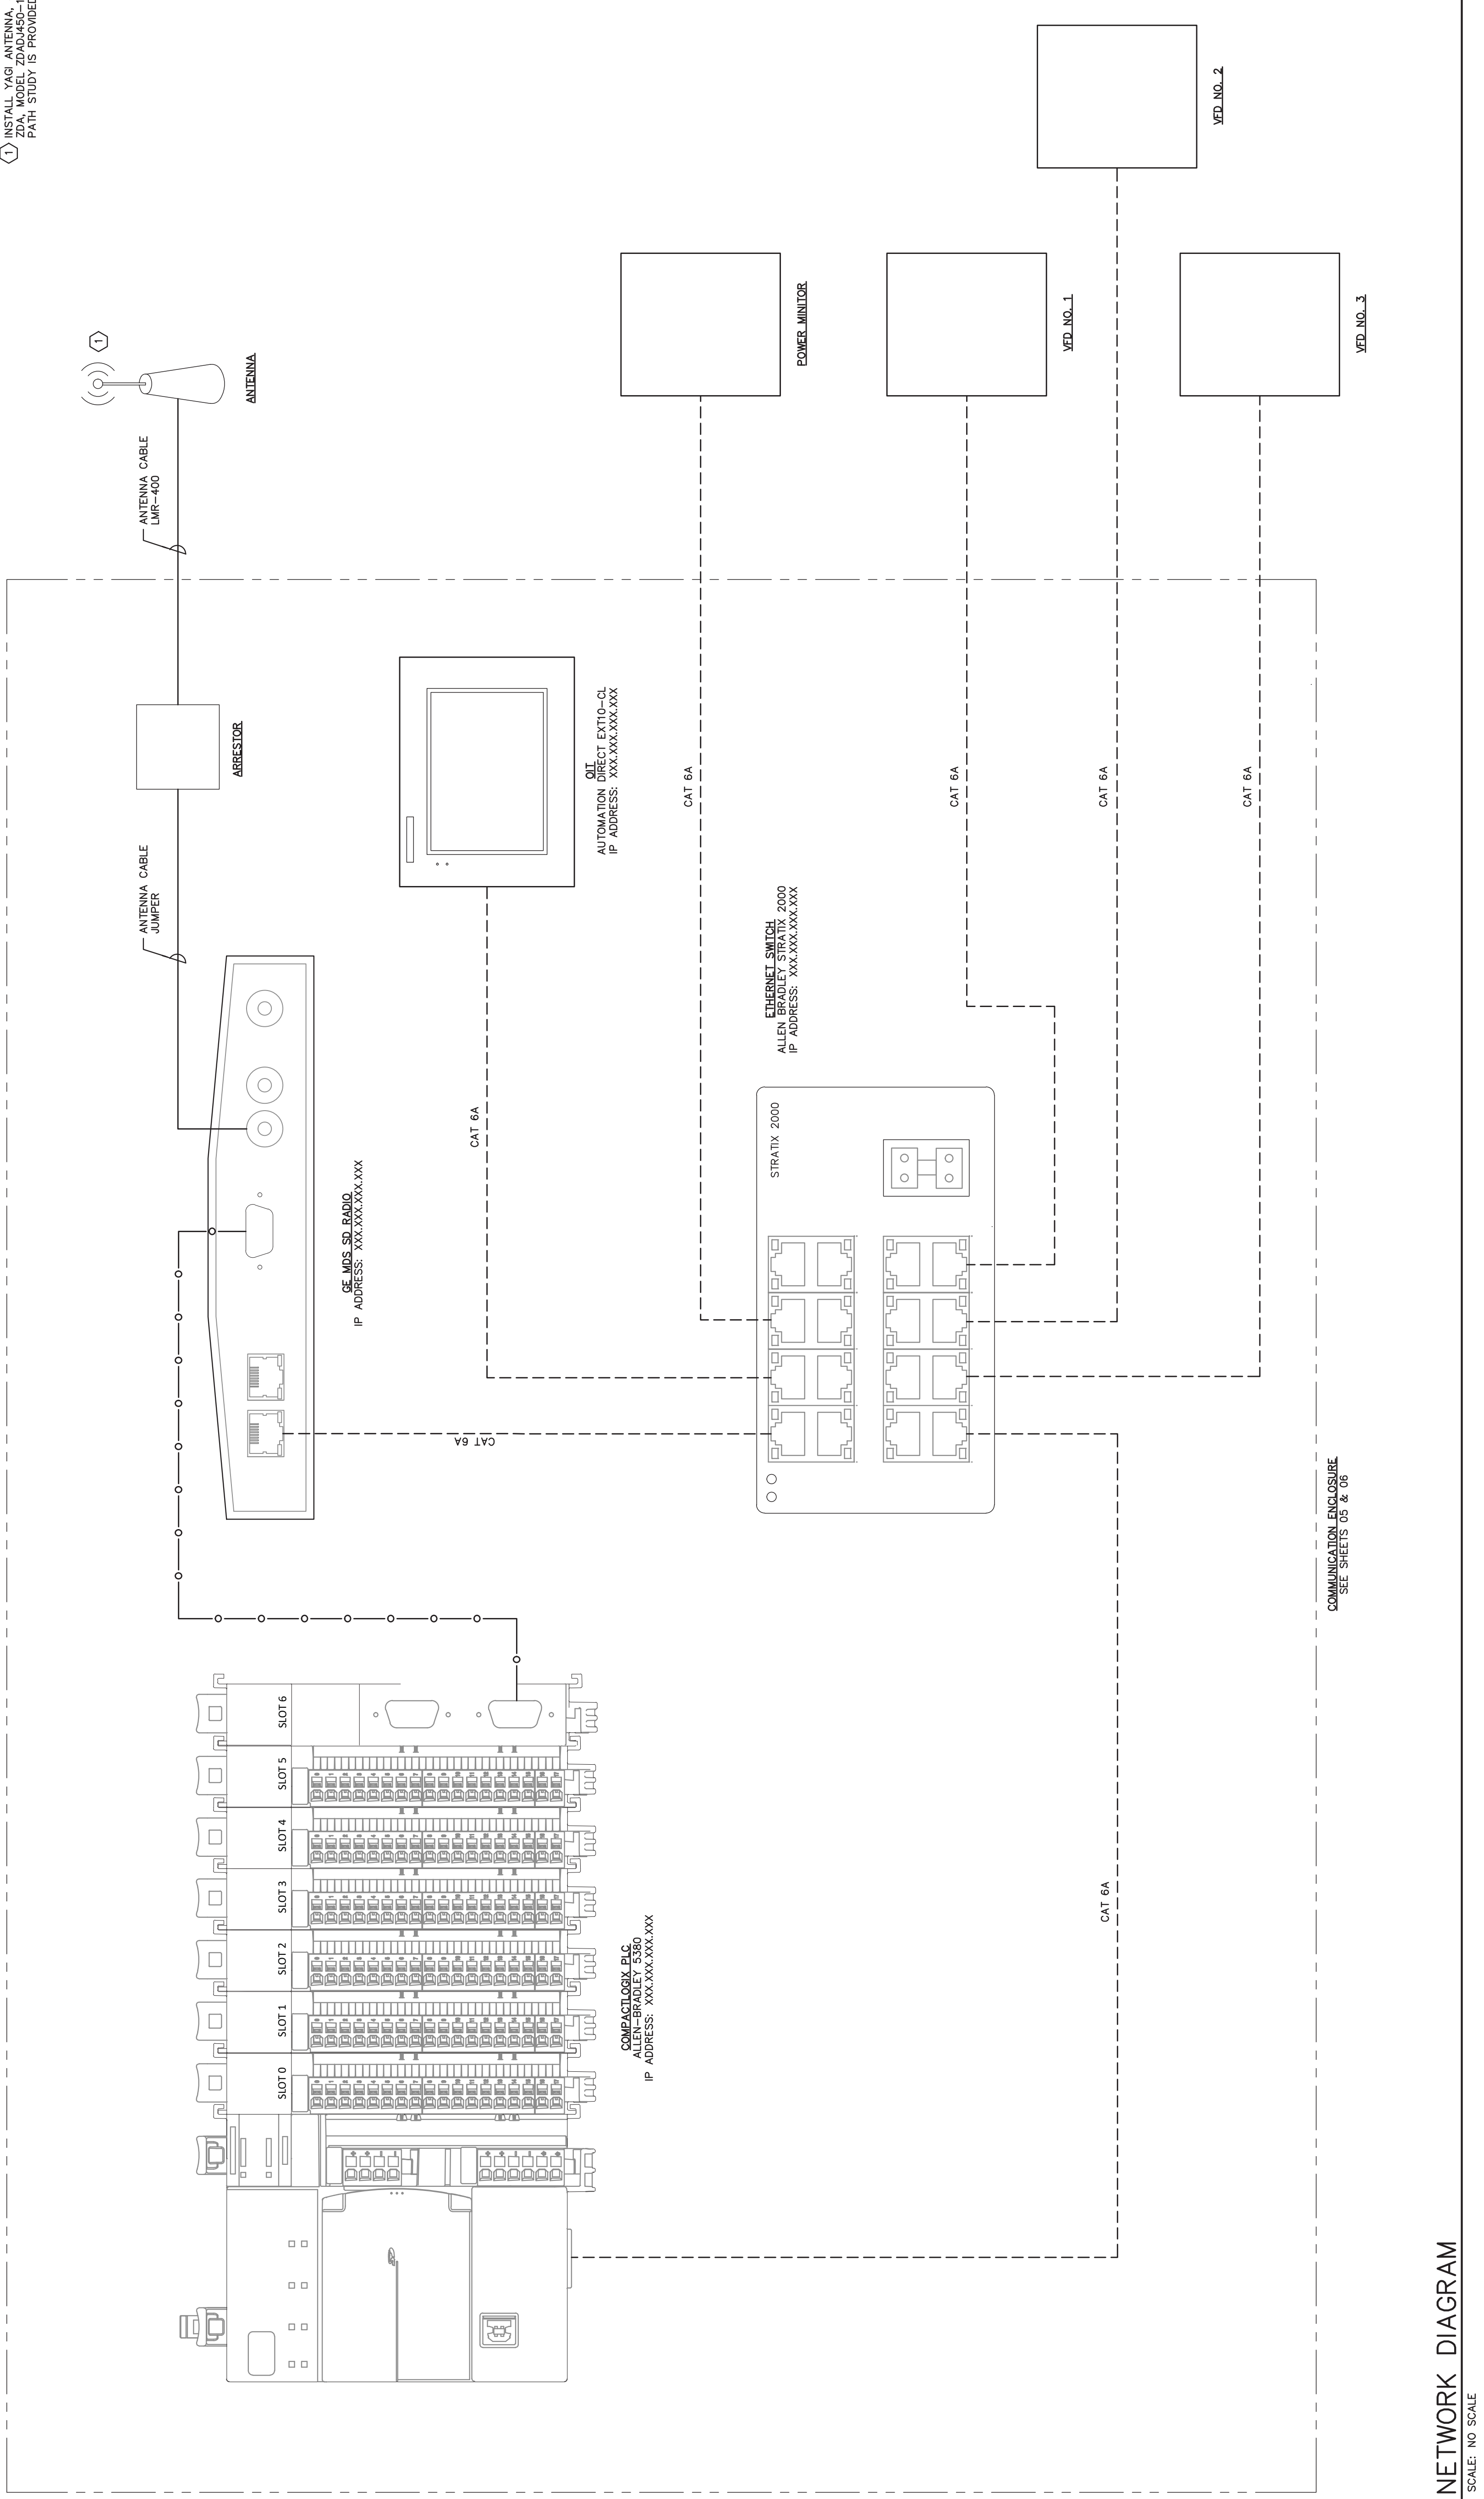 1
INSTALL YAGI ANTENNA,
ZDA, MODEL ZDADJ450-1
PATH STUDY IS PROVIDED
1
ANTENNA
ANTENNA CABLE
LMR-400
ARRESTOR
ANTENNA CABLE
JUMPER
GE MDS SD RADIO
IP ADDRESS: XXX.XXX.XXX.XXX
OIT
AUTOMATION DIRECT EXT10-CL
IP ADDRESS: XXX.XXX.XXX.XXX
CAT 6A
CAT 6A
POWER MINITOR
VFD NO. 1
VFD NO. 2
VFD NO. 3
CAT 6A
CAT 6A
CAT 6A
CAT 6A
ETHERNET SWITCH
ALLEN BRADLEY STRATIX 2000
IP ADDRESS: XXX.XXX.XXX.XXX
STRATIX 2000
SLOT 0
SLOT 1
SLOT 2
SLOT 3
SLOT 4
SLOT 5
SLOT 6
COMPACTLOGIX PLC
ALLEN-BRADLEY 5380
IP ADDRESS: XXX.XXX.XXX.XXX
CAT 6A
COMMUNICATION ENCLOSURE
SEE SHEETS 05 & 06
NETWORK DIAGRAM
SCALE: NO SCALE